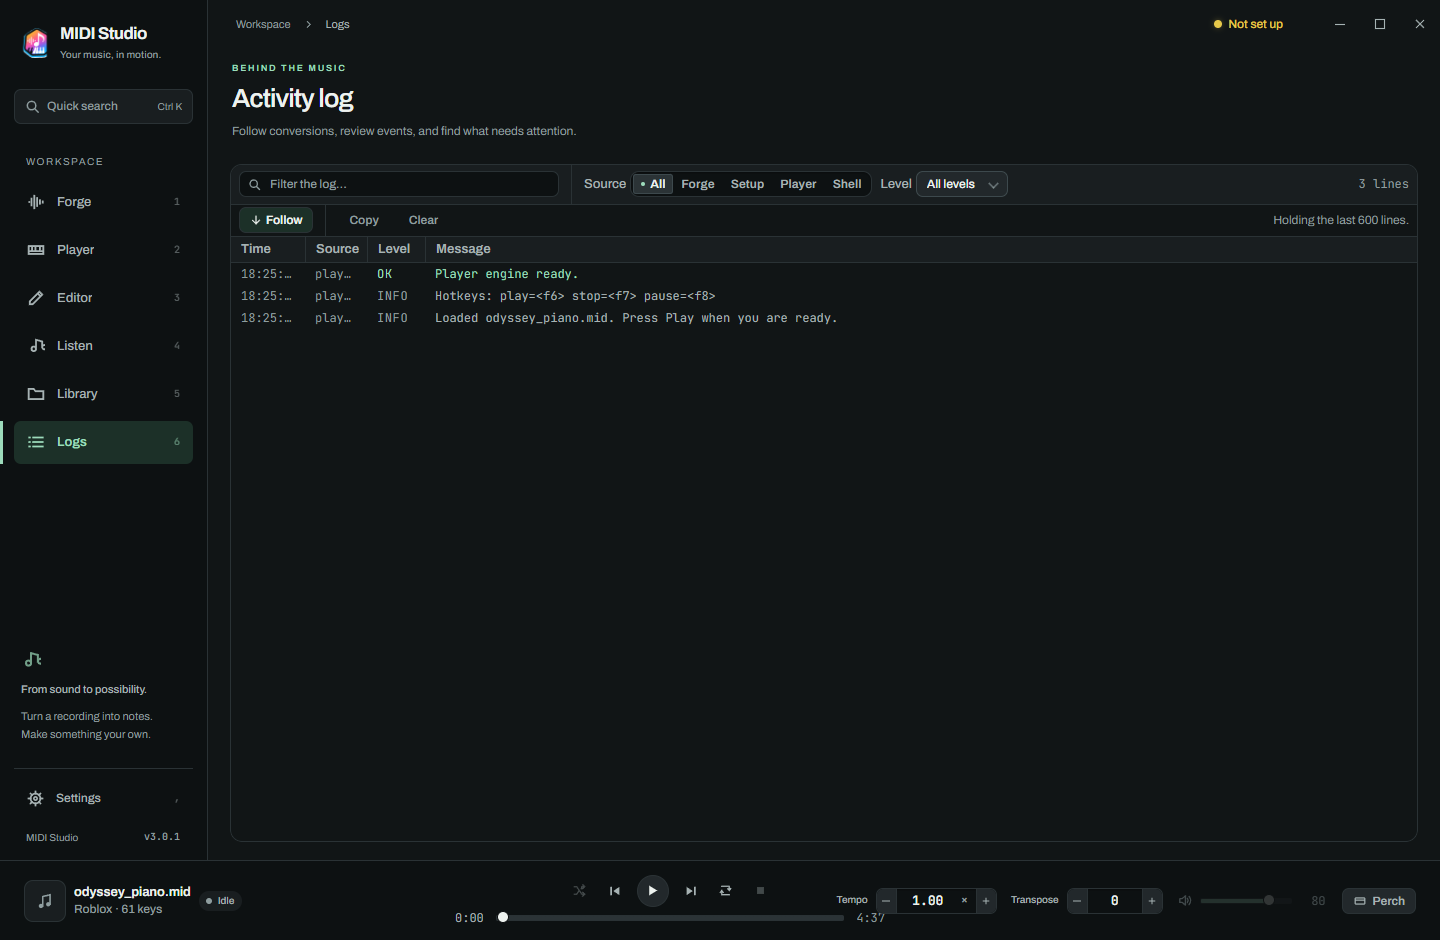 MIDI Studio
Your music, in motion.
Quick search Ctrl K
WORKSPACE
Forge 1
Player 2
Editor 3
Listen 4
Library 5
Logs 6
From sound to possibility.
Turn a recording into notes.
Make something your own.
Settings ,
MIDI Studio v3.0.1
Workspace > Logs
Not set up
BEHIND THE MUSIC
Activity log
Follow conversions, review events, and find what needs attention.
Filter the log... Source All Forge Setup Player Shell Level All levels 3 lines
Follow Copy Clear Holding the last 600 lines.
Time Source Level Message
18:25:… play… OK Player engine ready.
18:25:… play… INFO Hotkeys: play=<f6> stop=<f7> pause=<f8>
18:25:… play… INFO Loaded odyssey_piano.mid. Press Play when you are ready.
odyssey_piano.mid
Roblox · 61 keys
Idle
0:00 4:37
Tempo − 1.00 × + Transpose − 0 + 80 Perch